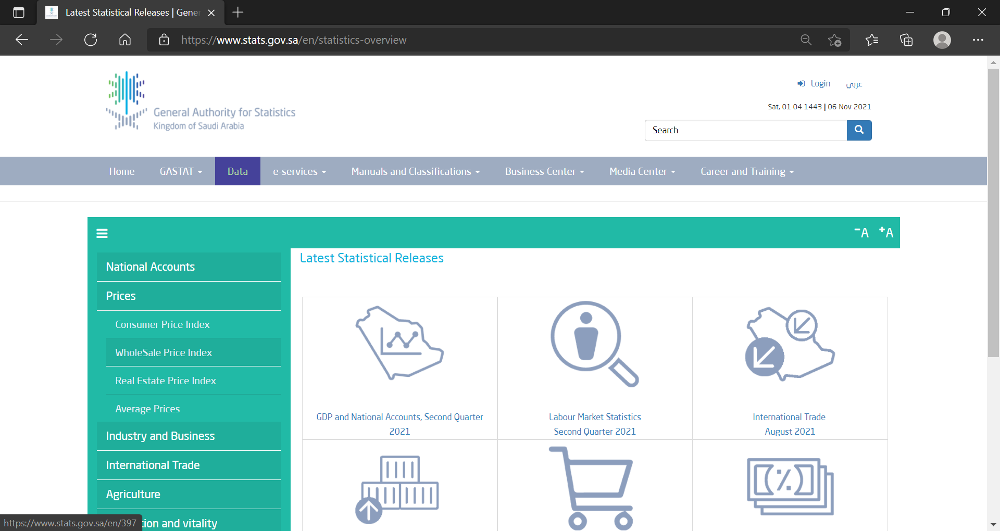 Latest Statistical Releases | Gener
https://www.stats.gov.sa/en/statistics-overview
General Authority for Statistics
Kingdom of Saudi Arabia
Login عربي
Sat, 01 04 1443 | 06 Nov 2021
Search
Home GASTAT Data e-services Manuals and Classifications Business Center Media Center Career and Training
-A +A
National Accounts
Prices
Consumer Price Index
WholeSale Price Index
Real Estate Price Index
Average Prices
Industry and Business
International Trade
Agriculture
tion and vitality
Latest Statistical Releases
GDP and National Accounts, Second Quarter
2021
Labour Market Statistics
Second Quarter 2021
International Trade
August 2021
https://www.stats.gov.sa/en/397